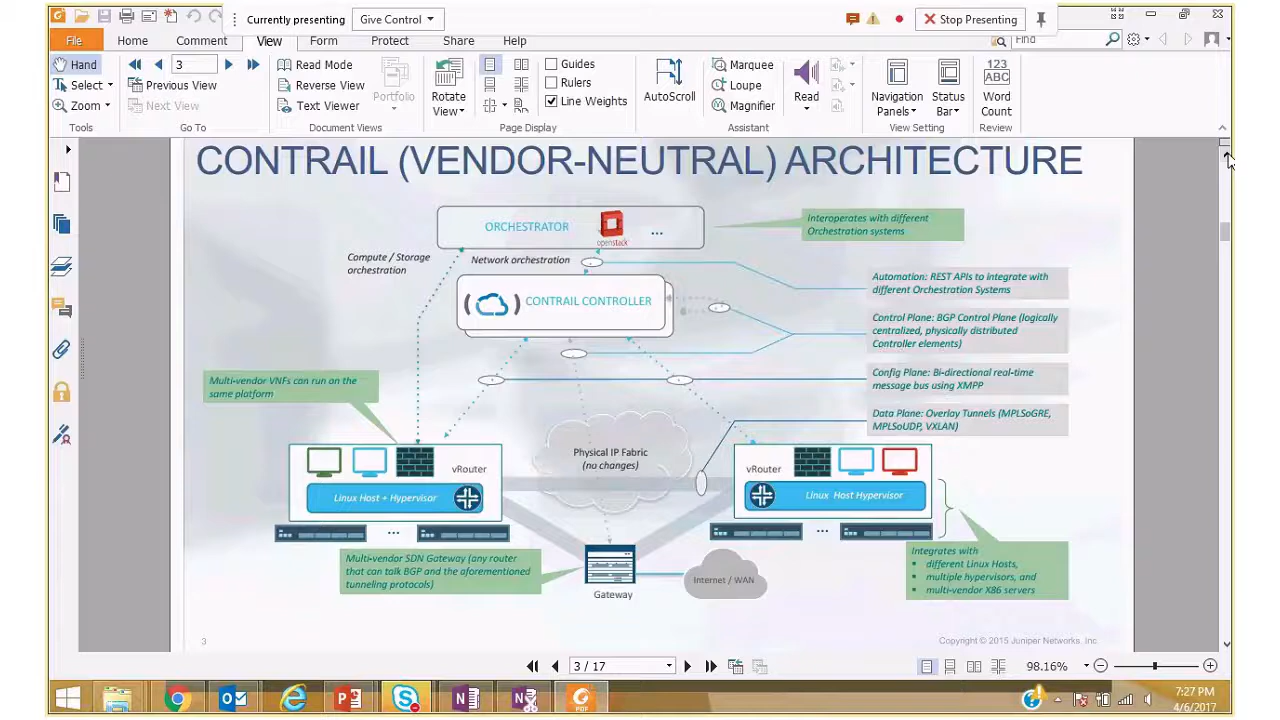 Currently presenting
Give Control
Stop Presenting
File
Home
Comment
View
Form
Protect
Share
Help
Find
Hand
3
Read Mode
Guides
Marquee
123
ABC
Select
Previous View
Reverse View
Rulers
Loupe
Zoom
Next View
Text Viewer
Portfolio
Rotate
View
Line Weights
AutoScroll
Magnifier
Read
Navigation
Panels
Status
Bar
Word
Count
Tools
Go To
Document Views
Page Display
Assistant
View Setting
Review
CONTRAIL (VENDOR-NEUTRAL) ARCHITECTURE
ORCHESTRATOR
openstack
...
Interoperates with different
Orchestration systems
Compute / Storage
orchestration
Network orchestration
CONTRAIL CONTROLLER
Automation: REST APIs to integrate with
different Orchestration Systems
Control Plane: BGP Control Plane (logically
centralized, physically distributed
Controller elements)
Config Plane: Bi-directional real-time
message bus using XMPP
Data Plane: Overlay Tunnels (MPLSoGRE,
MPLSoUDP, VXLAN)
Multi-vendor VNFs can run on the
same platform
Physical IP Fabric
(no changes)
vRouter
Linux Host + Hypervisor
...
vRouter
Linux Host Hypervisor
...
Multi-vendor SDN Gateway (any router
that can talk BGP and the aforementioned
tunneling protocols)
Gateway
Internet / WAN
Integrates with
▪ different Linux Hosts,
▪ multiple hypervisors, and
▪ multi-vendor X86 servers
3
Copyright © 2015 Juniper Networks, Inc
3 / 17
98.16%
7:27 PM
4/6/2017